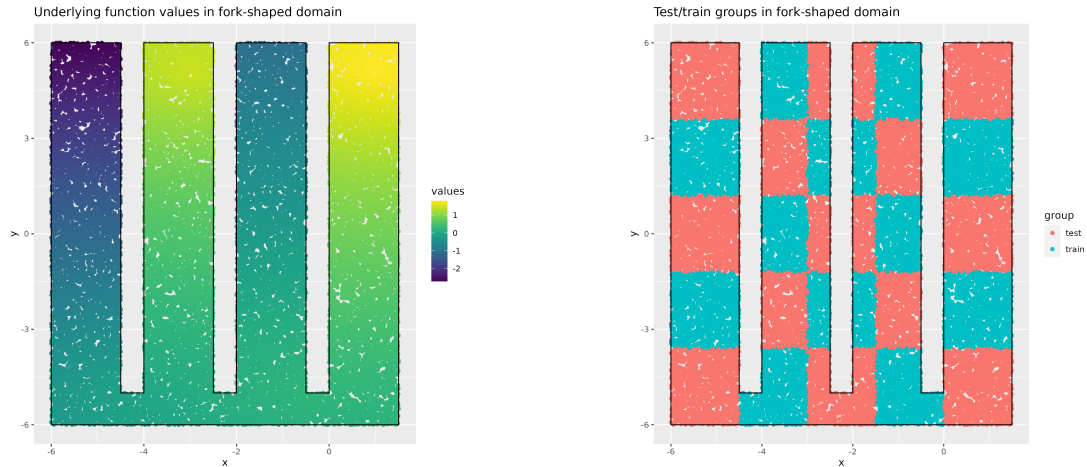 Underlying function values in fork-shaped domain
6
3
0
-3
-6
y
-6
-4
-2
0
x
values
1
0
-1
-2
Test/train groups in fork-shaped domain
6
3
0
-3
-6
y
-6
-4
-2
0
x
group
test
train